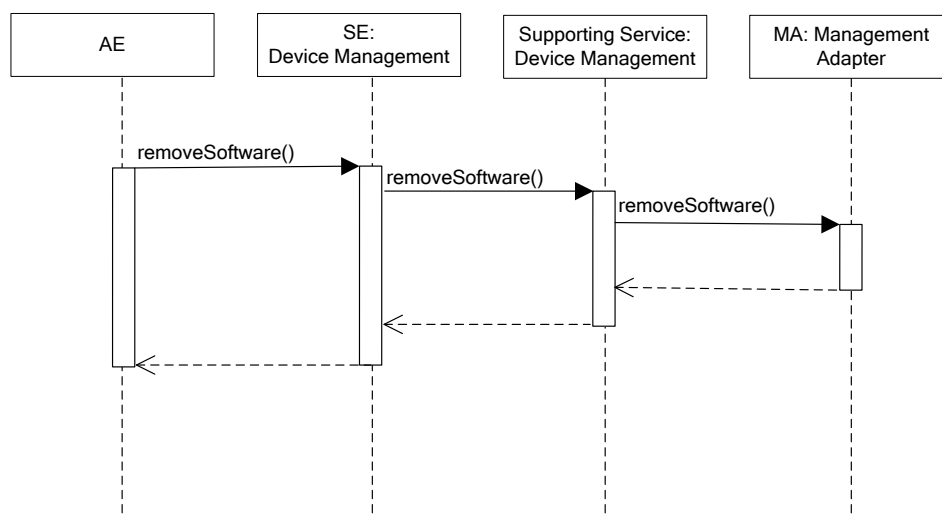 AE
SE:
Device Management
Supporting Service:
Device Management
MA: Management
Adapter
removeSoftware()
removeSoftware()
removeSoftware()